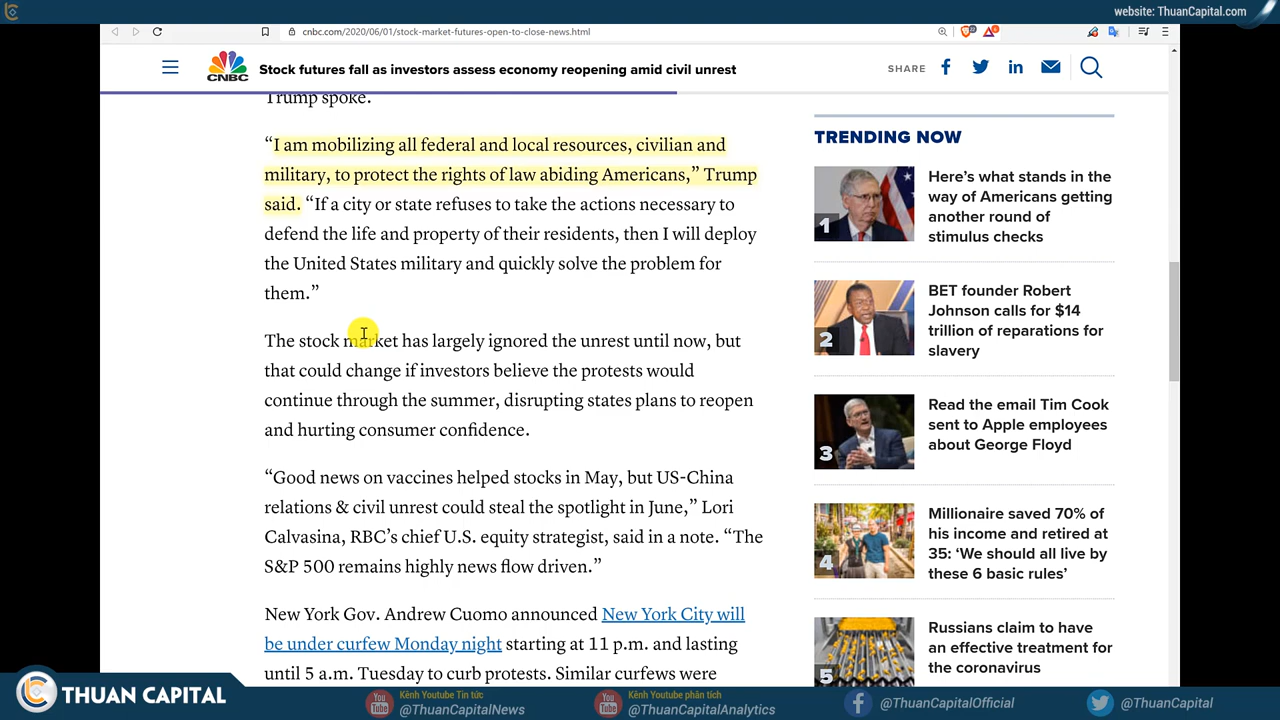 website: ThuanCapital.com
cnbc.com/2020/06/01/stock-market-futures-open-to-close-news.html
CNBC
Stock futures fall as investors assess economy reopening amid civil unrest
SHARE
Trump spoke.
“I am mobilizing all federal and local resources, civilian and
military, to protect the rights of law abiding Americans,” Trump
said. “If a city or state refuses to take the actions necessary to
defend the life and property of their residents, then I will deploy
the United States military and quickly solve the problem for
them.”
The stock market has largely ignored the unrest until now, but
that could change if investors believe the protests would
continue through the summer, disrupting states plans to reopen
and hurting consumer confidence.
“Good news on vaccines helped stocks in May, but US-China
relations & civil unrest could steal the spotlight in June,” Lori
Calvasina, RBC’s chief U.S. equity strategist, said in a note. “The
S&P 500 remains highly news flow driven.”
New York Gov. Andrew Cuomo announced New York City will
be under curfew Monday night starting at 11 p.m. and lasting
until 5 a.m. Tuesday to curb protests. Similar curfews were
TRENDING NOW
1
Here’s what stands in the
way of Americans getting
another round of
stimulus checks
2
BET founder Robert
Johnson calls for $14
trillion of reparations for
slavery
3
Read the email Tim Cook
sent to Apple employees
about George Floyd
4
Millionaire saved 70% of
his income and retired at
35: ‘We should all live by
these 6 basic rules’
5
Russians claim to have
an effective treatment for
the coronavirus
THUAN CAPITAL
You
Tube
Kênh Youtube Tin tức
@ThuanCapitalNews
You
Tube
Kênh Youtube phân tích
@ThuanCapitalAnalytics
@ThuanCapitalOfficial
@ThuanCapital